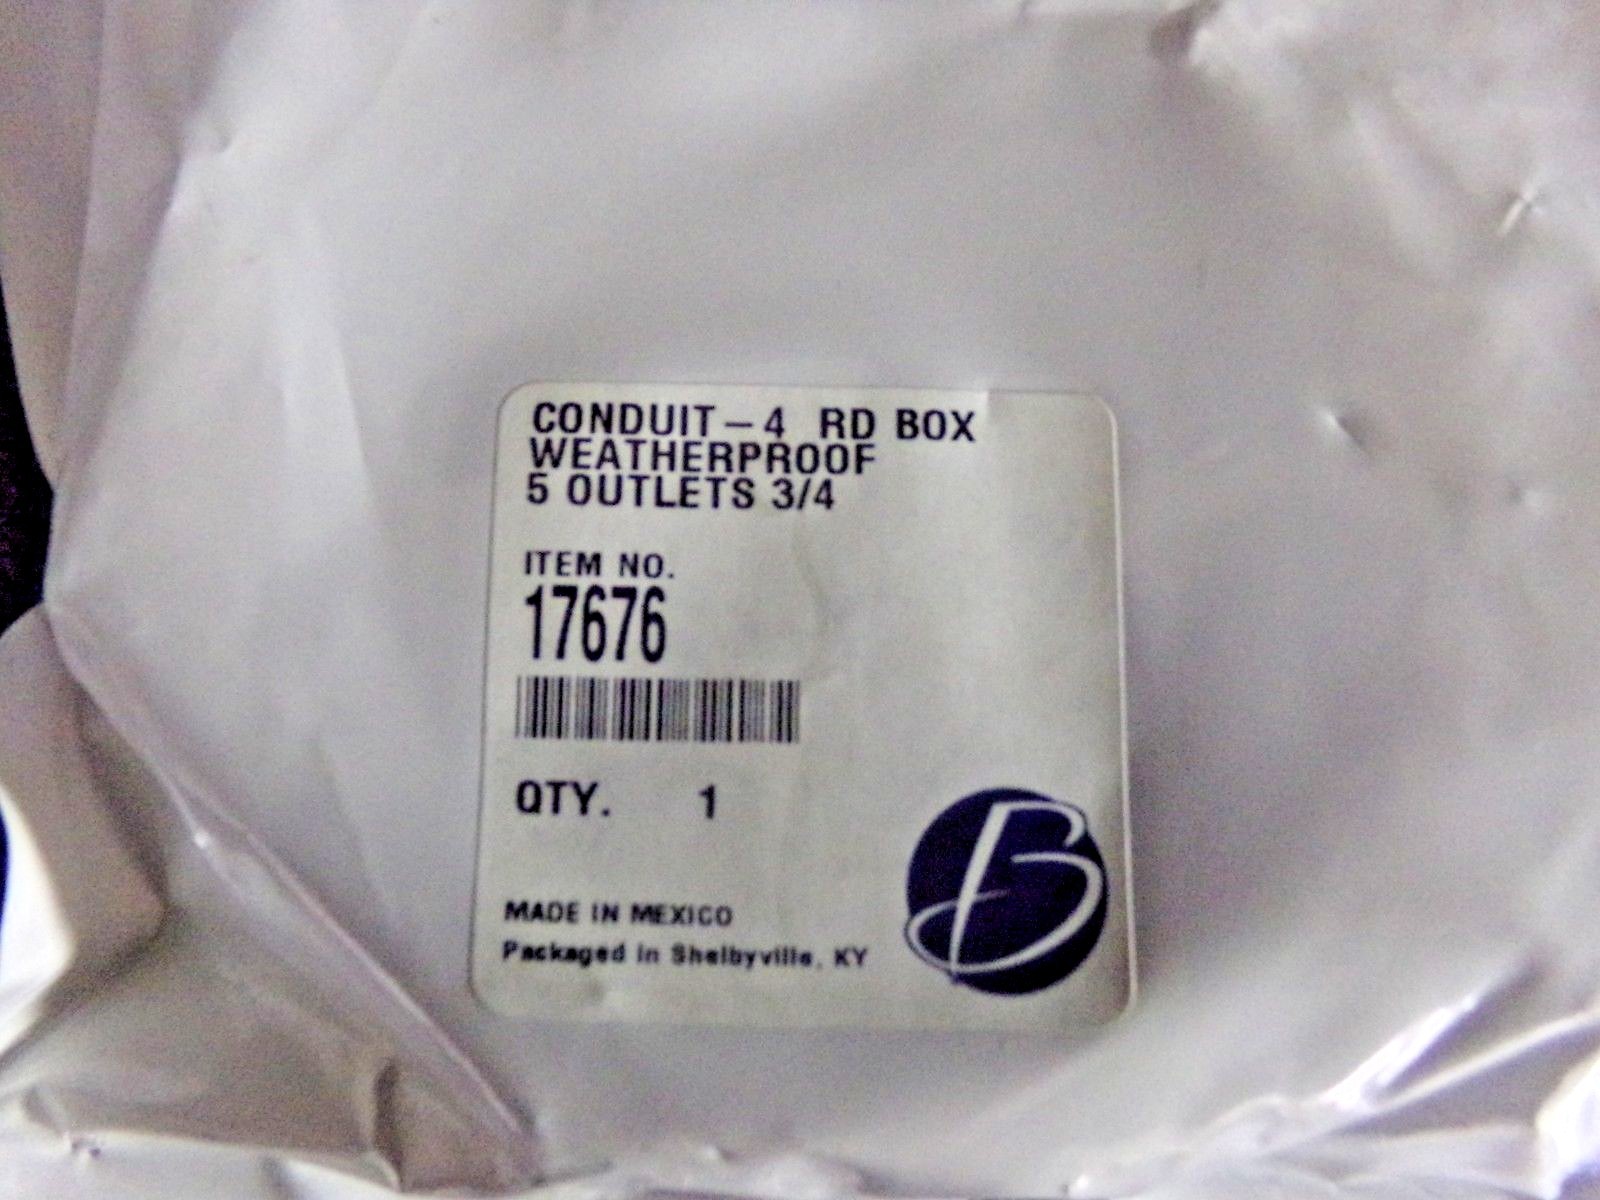 CONDUIT-4 RD BOX
WEATHERPROOF
5 OUTLETS 3/4
ITEM NO.
17676
QTY. 1
MADE IN MEXICO
Packaged in Shelbyville, KY
B